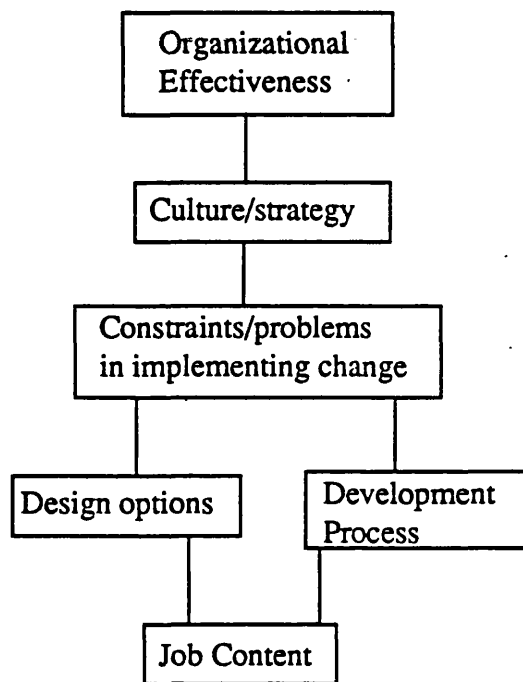 Organizational
Effectiveness
Culture/strategy
Constraints/problems
in implementing change
Design options
Development
Process
Job Content